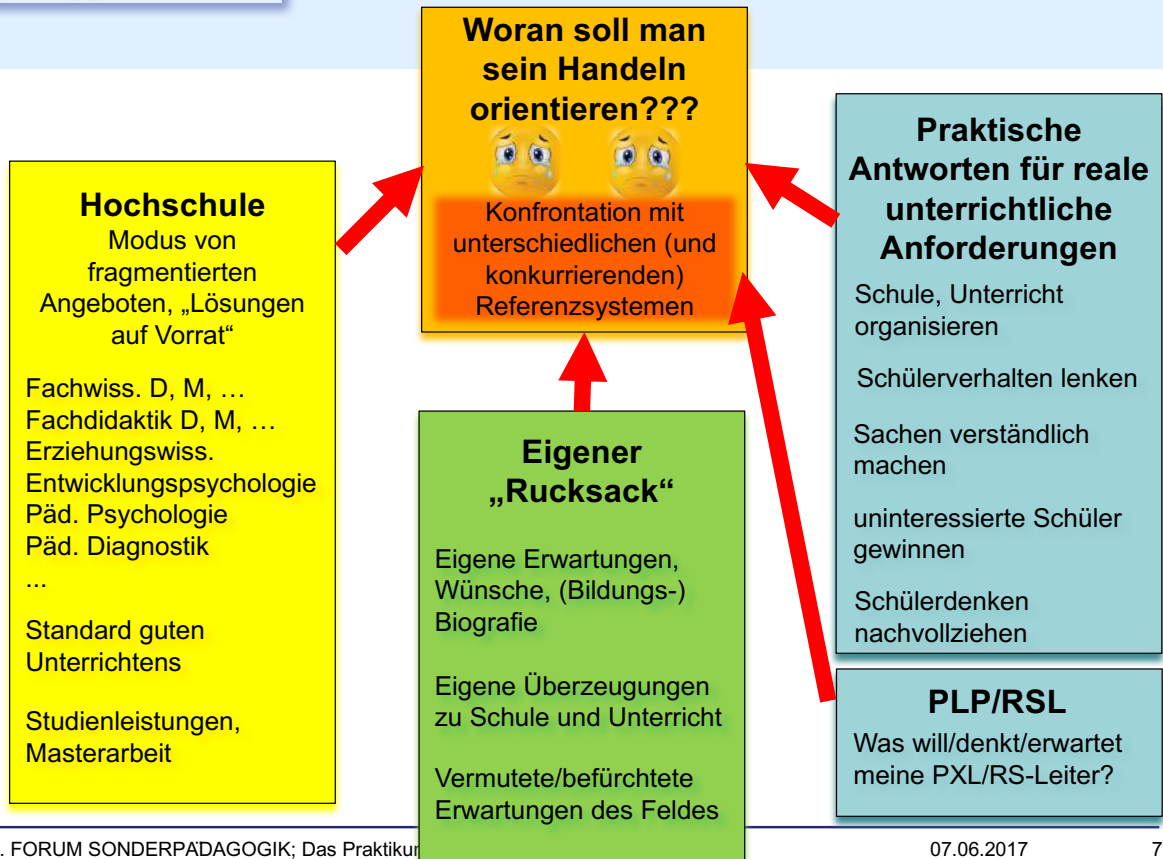 Woran soll man
sein Handeln
orientieren???
Konfrontation mit
unterschiedlichen (und
konkurrierenden)
Referenzsystemen
Hochschule
Modus von
fragmentierten
Angeboten, „Lösungen
auf Vorrat“
Fachwiss. D, M, …
Fachdidaktik D, M, …
Erziehungswiss.
Entwicklungspsychologie
Päd. Psychologie
Päd. Diagnostik
...
Standard guten
Unterrichtens
Studienleistungen,
Masterarbeit
Eigener
„Rucksack“
Eigene Erwartungen,
Wünsche, (Bildungs-)
Biografie
Eigene Überzeugungen
zu Schule und Unterricht
Vermutete/befürchtete
Erwartungen des Feldes
Praktische
Antworten für reale
unterrichtliche
Anforderungen
Schule, Unterricht
organisieren
Schülerverhalten lenken
Sachen verständlich
machen
uninteressierte Schüler
gewinnen
Schülerdenken
nachvollziehen
PLP/RSL
Was will/denkt/erwartet
meine PXL/RS-Leiter?
. FORUM SONDERPÄDAGOGIK; Das Praktikum 07.06.2017 7